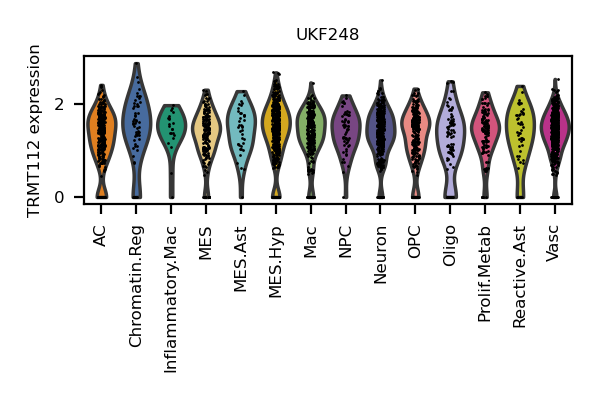 UKF248
TRMT112 expression
2
0
AC
Chromatin.Reg
Inflammatory.Mac
MES
MES.Ast
MES.Hyp
Mac
NPC
Neuron
OPC
Oligo
Prolif.Metab
Reactive.Ast
Vasc